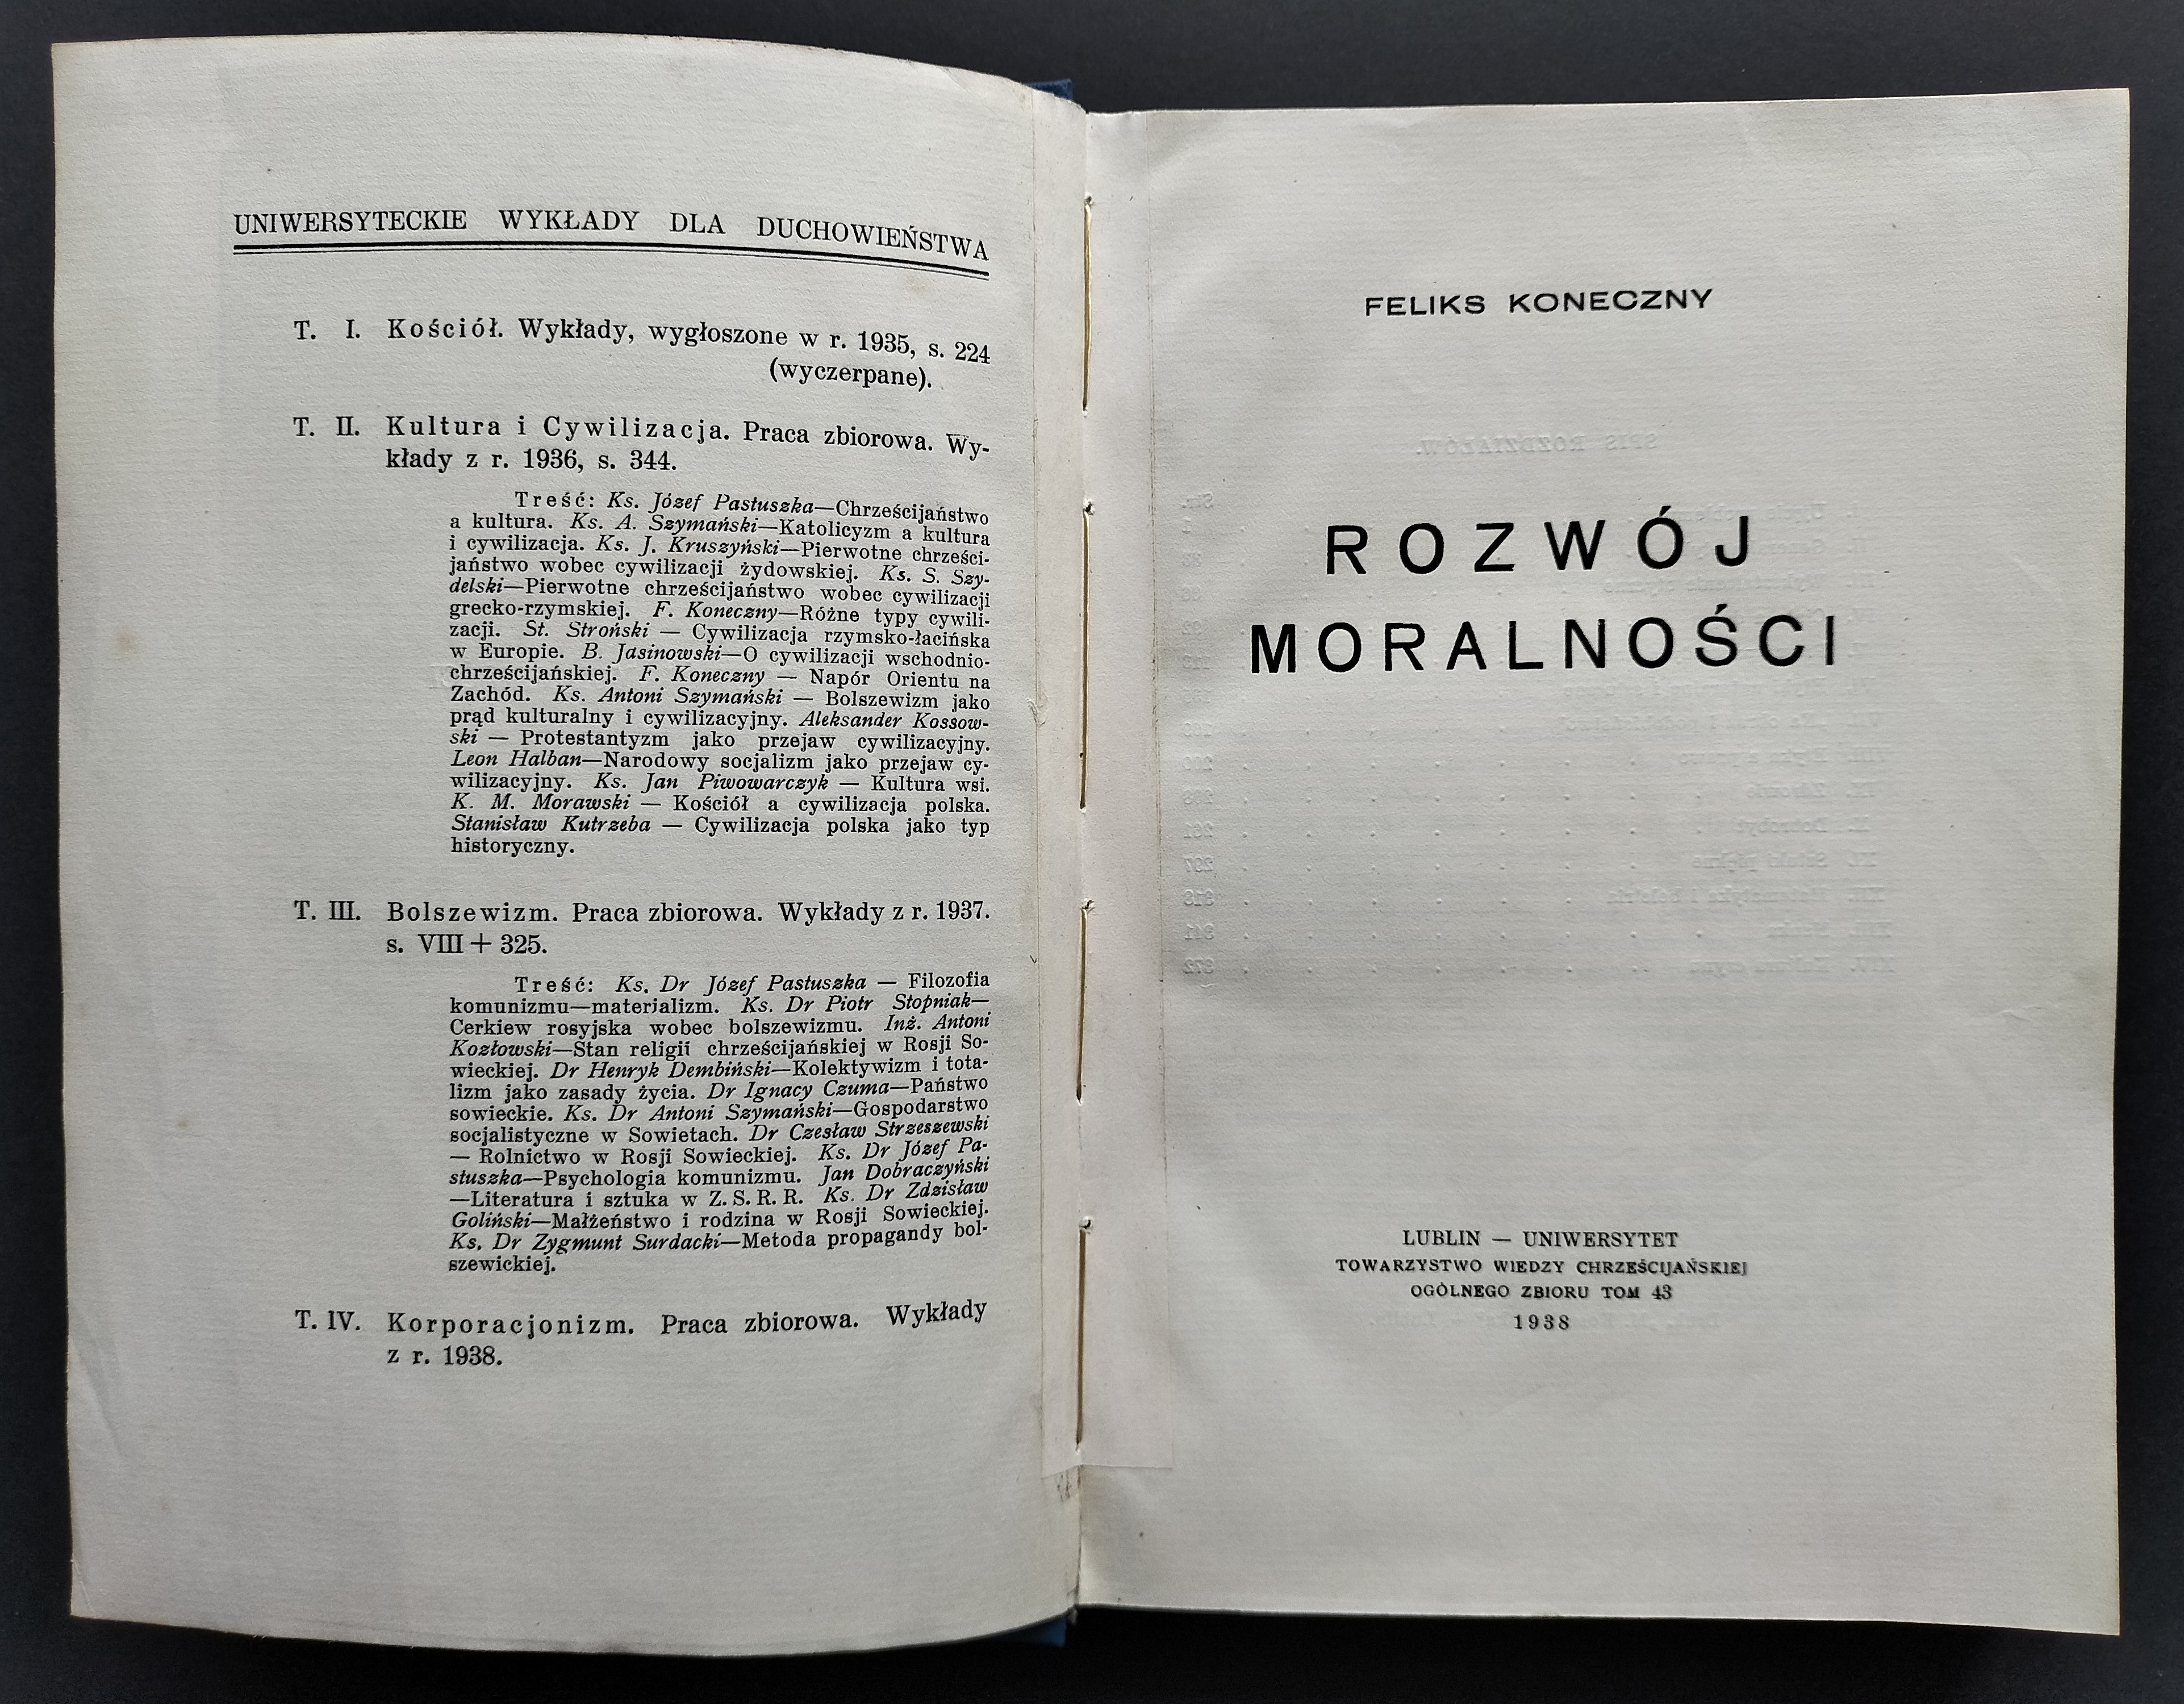 UNIWERSYTECKIE WYKŁADY DLA DUCHOWIEŃSTWA
T. I. Kościół. Wykłady, wygłoszone w r. 1935, s. 224
(wyczerpane).
T. II. Kultura i Cywilizacja. Praca zbiorowa. Wy-
kłady z r. 1936, s. 344.
Treść: Ks. Józef Pastuszka—Chrześcijaństwo
a kultura. Ks. A. Szymański—Katolicyzm a kultura
i cywilizacja. Ks. J. Kruszyński—Pierwotne chrześci-
jaństwo wobec cywilizacji żydowskiej. Ks. S. Szy-
delski—Pierwotne chrześcijaństwo wobec cywilizacji
grecko-rzymskiej. F. Koneczny—Różne typy cywili-
zacji. St. Stroński — Cywilizacja rzymsko-łacińska
w Europie. B. Jasinowski—O cywilizacji wschodnio-
chrześcijańskiej. F. Koneczny — Napór Orientu na
Zachód. Ks. Antoni Szymański — Bolszewizm jako
prąd kulturalny i cywilizacyjny. Aleksander Kossow-
ski — Protestantyzm jako przejaw cywilizacyjny.
Leon Halban—Narodowy socjalizm jako przejaw cy-
wilizacyjny. Ks. Jan Piwowarczyk — Kultura wsi.
K. M. Morawski — Kościół a cywilizacja polska.
Stanisław Kutrzeba — Cywilizacja polska jako typ
historyczny.
T. III. Bolszewizm. Praca zbiorowa. Wykłady z r. 1937.
s. VIII + 325.
Treść: Ks. Dr Józef Pastuszka — Filozofia
komunizmu—materjalizm. Ks. Dr Piotr Stopniak—
Cerkiew rosyjska wobec bolszewizmu. Inż. Antoni
Kozłowski—Stan religii chrześcijańskiej w Rosji So-
wieckiej. Dr Henryk Dembiński—Kolektywizm i tota-
lizm jako zasady życia. Dr Ignacy Czuma—Państwo
sowieckie. Ks. Dr Antoni Szymański—Gospodarstwo
socjalistyczne w Sowietach. Dr Czesław Strzeszewski
— Rolnictwo w Rosji Sowieckiej. Ks. Dr Józef Pa-
stuszka—Psychologia komunizmu. Jan Dobraczyński
—Literatura i sztuka w Z. S. R. R. Ks. Dr Zdzisław
Goliński—Małżeństwo i rodzina w Rosji Sowieckiej.
Ks. Dr Zygmunt Surdacki—Metoda propagandy bol-
szewickiej.
T. IV. Korporacjonizm. Praca zbiorowa. Wykłady
z r. 1938.
FELIKS KONECZNY
ROZWÓJ
MORALNOŚCI
LUBLIN — UNIWERSYTET
TOWARZYSTWO WIEDZY CHRZEŚCIJAŃSKIEJ
OGÓLNEGO ZBIORU TOM 43
1938